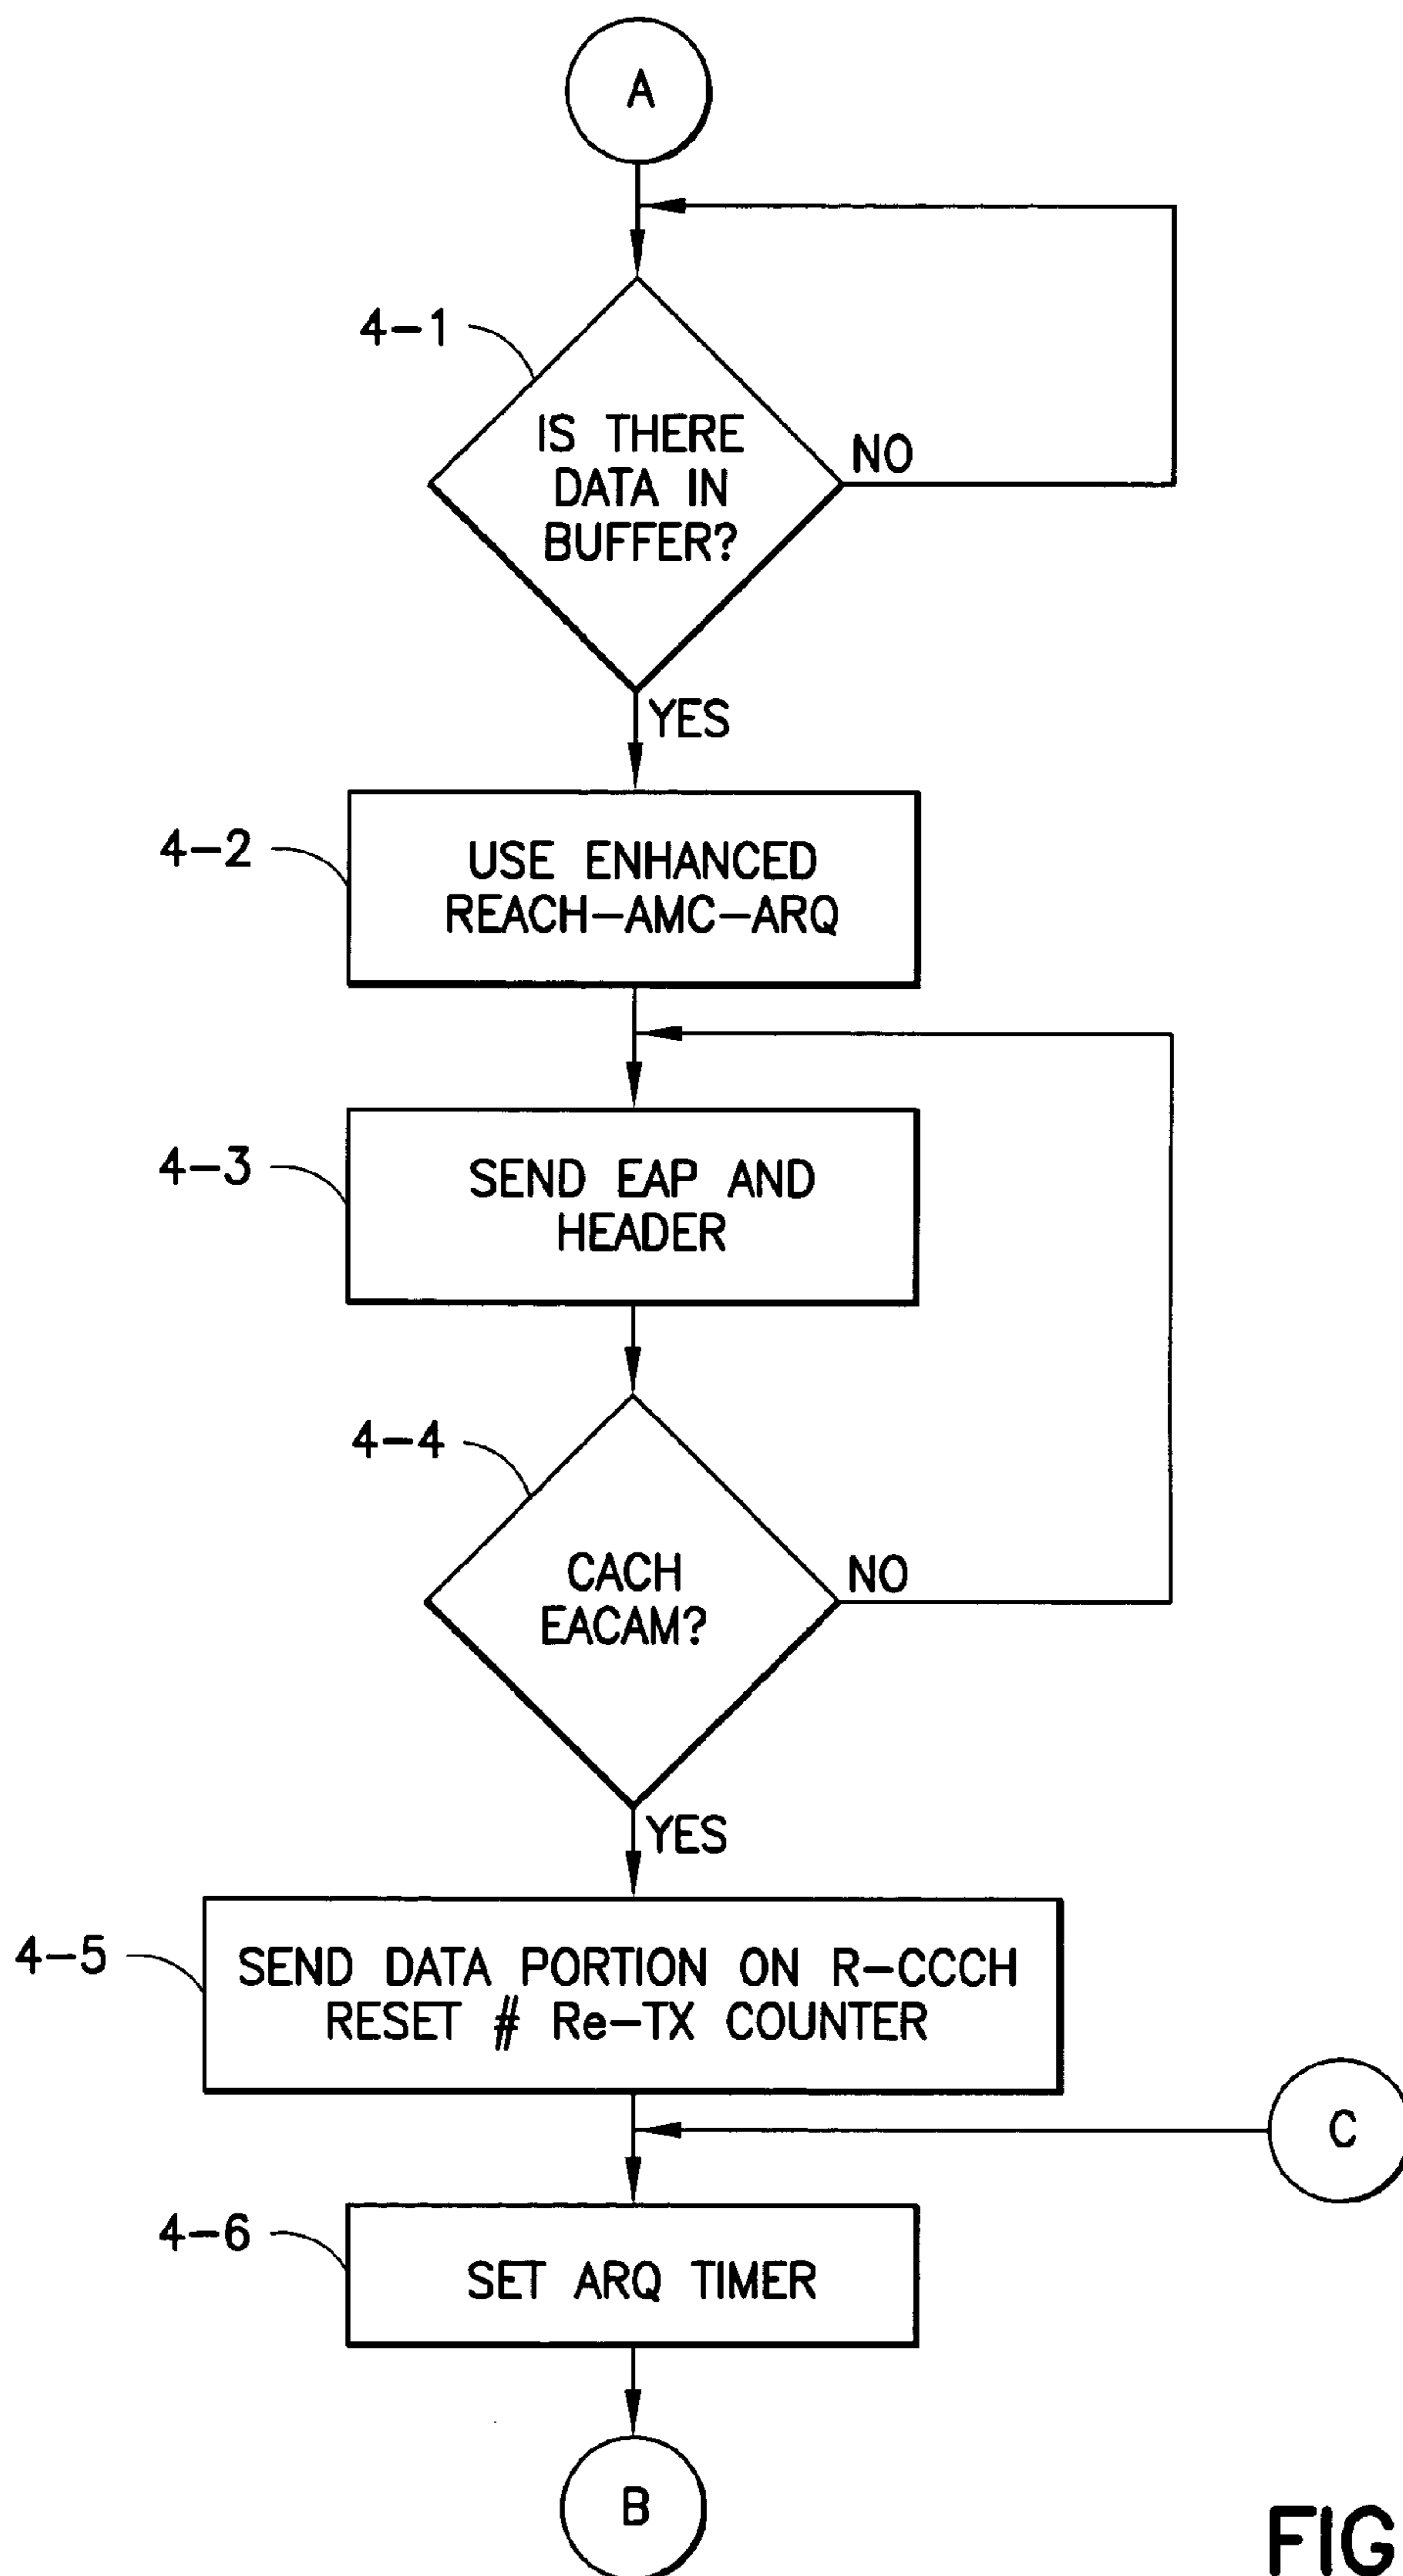 A
4-1
IS THERE
DATA IN
BUFFER?
NO
YES
4-2
USE ENHANCED
REACH-AMC-ARQ
4-3
SEND EAP AND
HEADER
4-4
CACH
EACAM?
NO
YES
4-5
SEND DATA PORTION ON R-CCCH
RESET # Re-TX COUNTER
C
4-6
SET ARQ TIMER
B
FIG